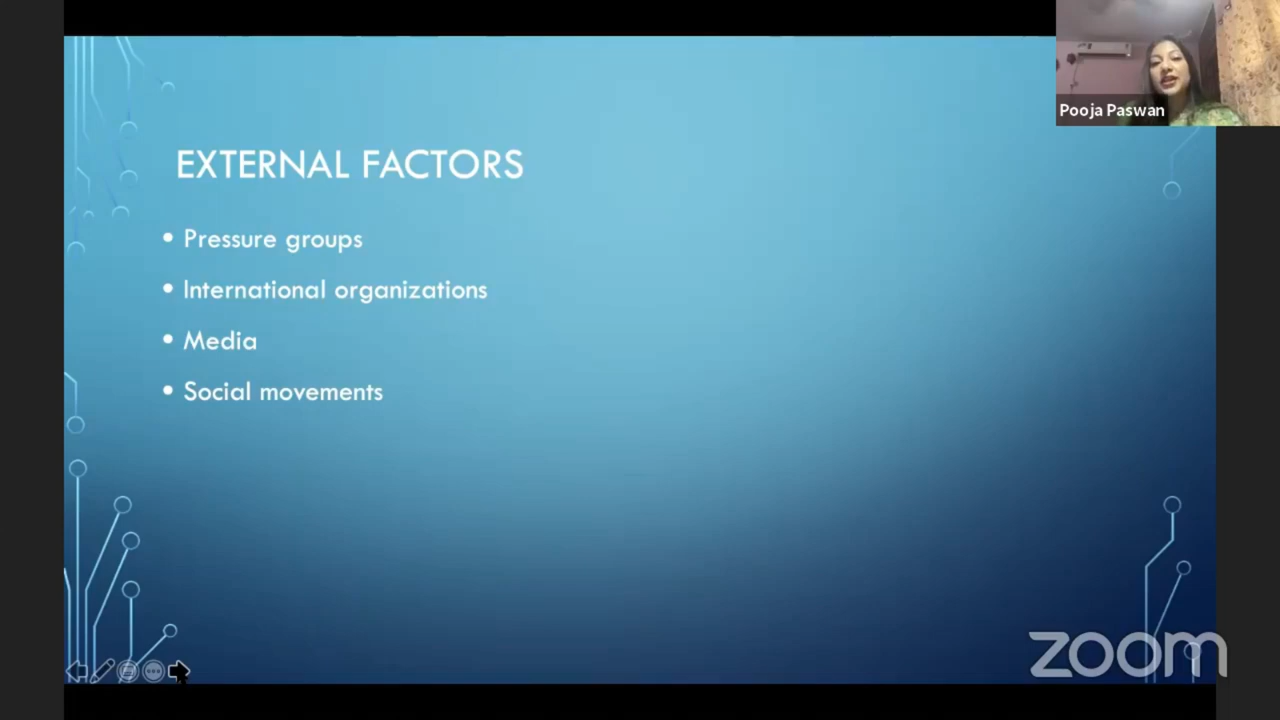 Pooja Paswan
EXTERNAL FACTORS
• Pressure groups
• International organizations
• Media
• Social movements
zoom